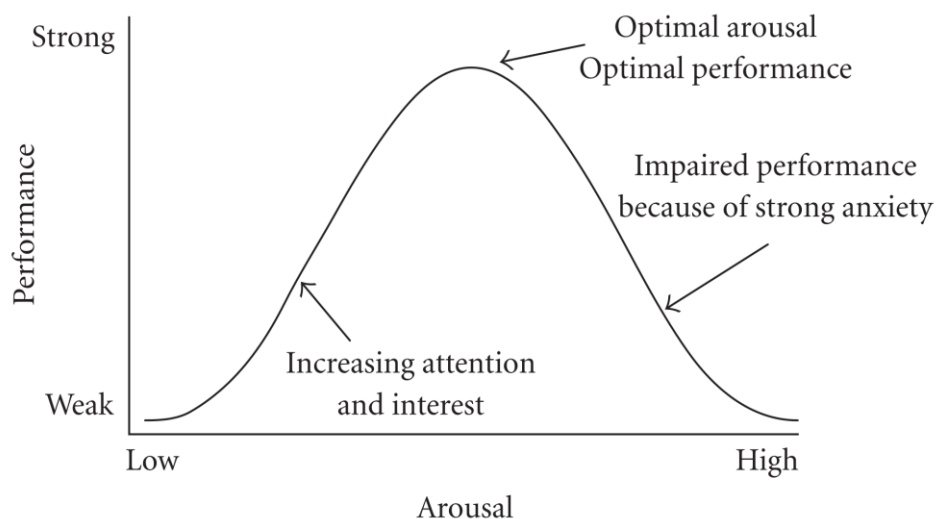 Strong
Optimal arousal
Optimal performance
Performance
Impaired performance
because of strong anxiety
Increasing attention
and interest
Weak
Low
High
Arousal